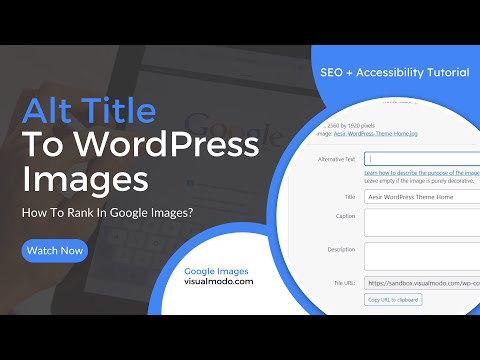 SEO + Accessibility Tutorial
Alt Title
To WordPress
Images
How To Rank In Google Images?
Watch Now
Google Images
visualmodo.com
Google
2560 by 1920 pixels
image: Aesir-WordPress-Theme-Home.jpg
Alternative Text
Learn how to describe the purpose of the image
Leave empty if the image is purely decorative.
Title
Aesir WordPress Theme Home
Caption
Description
File URL:
https://sandbox.visualmodo.com/wp-co
Copy URL to clipboard